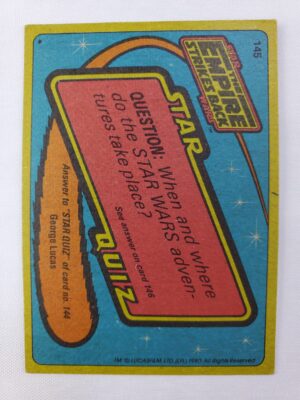 145
STAR
THE
EMPIRE
STRIKES BACK
WARS
STAR
QUESTION: When and where
do the STAR WARS adven-
tures take place?
See answer on card 146
QUIZ
Answer to "STAR QUIZ" of card no. 144
George Lucas
TM © LUCASFILM, LTD. (LFL) 1980. All Rights Reserved